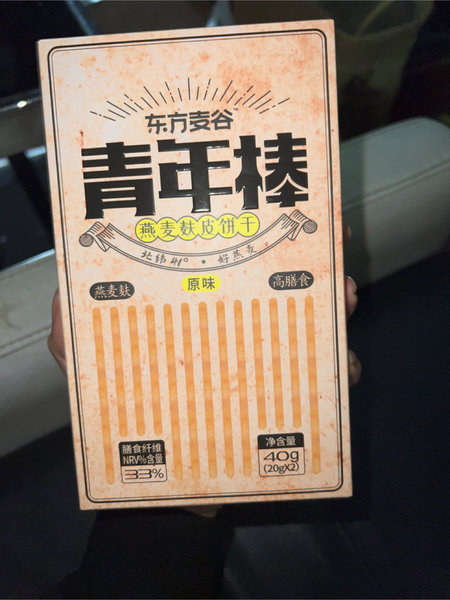 东方麦谷
青年棒
燕麦麸皮饼干
北纬41°·好燕麦
燕麦麸
原味
高膳食
膳食纤维
NRV%含量
33%
净含量
40g
(20gX2)